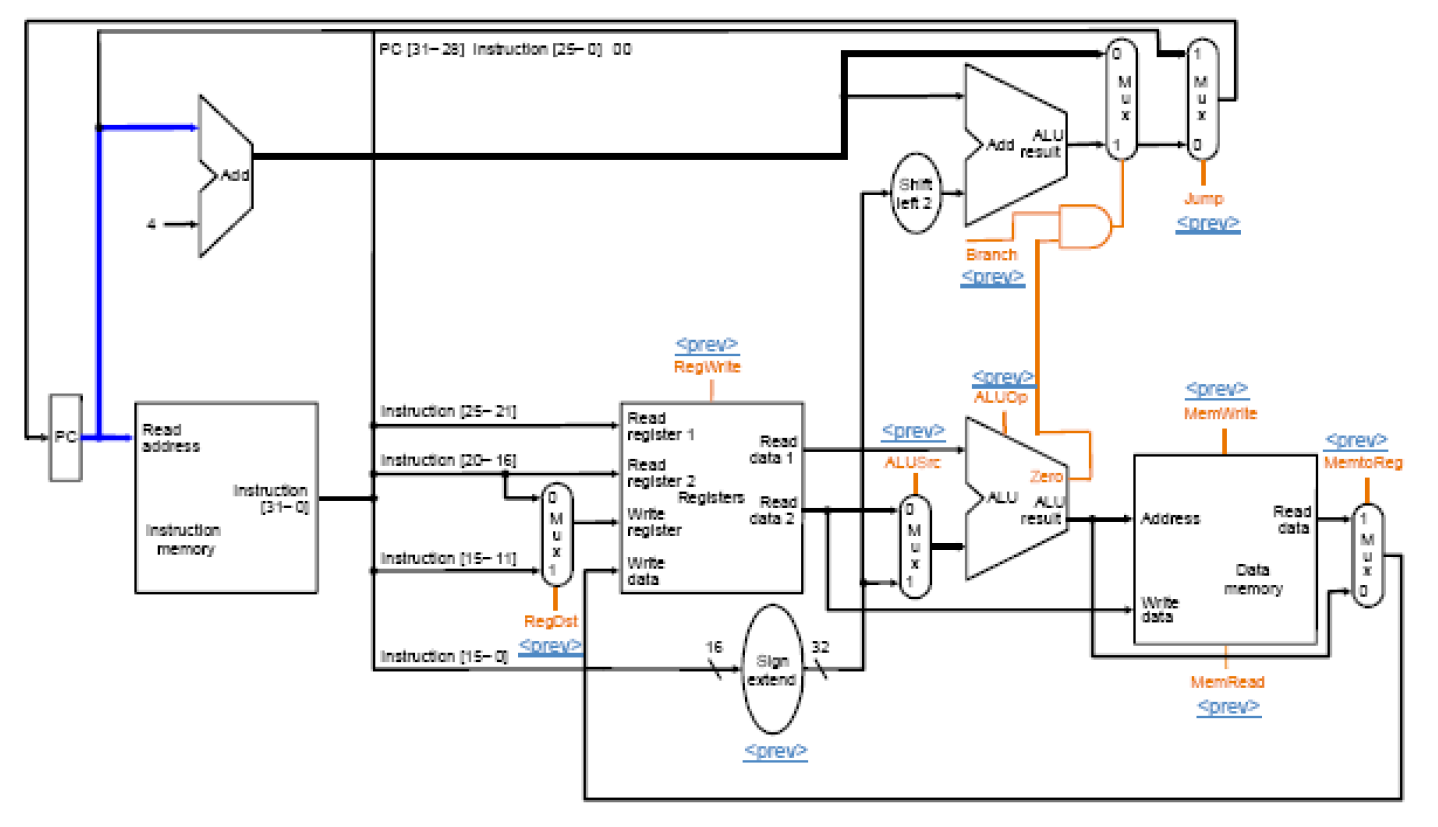 PC [31–28] Instruction [25–0] 00
0
M
u
x
1
1
M
u
x
0
Add
4
Add
ALU
result
Shift
left 2
Jump
<prev>
Branch
<prev>
<prev>
RegWrite
<prev>
ALUOp
<prev>
MemWrite
<prev>
MemtoReg
<prev>
ALUSrc
PC
Read
address
Instruction
[31–0]
Instruction
memory
Instruction [25–21]
Instruction [20–16]
Instruction [15–11]
Instruction [15–0]
0
M
u
x
1
RegDst
<prev>
Read
register 1
Read
register 2
Write
register
Write
data
Registers
Read
data 1
Read
data 2
0
M
u
x
1
Zero
ALU
ALU
result
Address
Write
data
Read
data
Data
memory
1
M
u
x
0
16
Sign
extend
32
<prev>
MemRead
<prev>